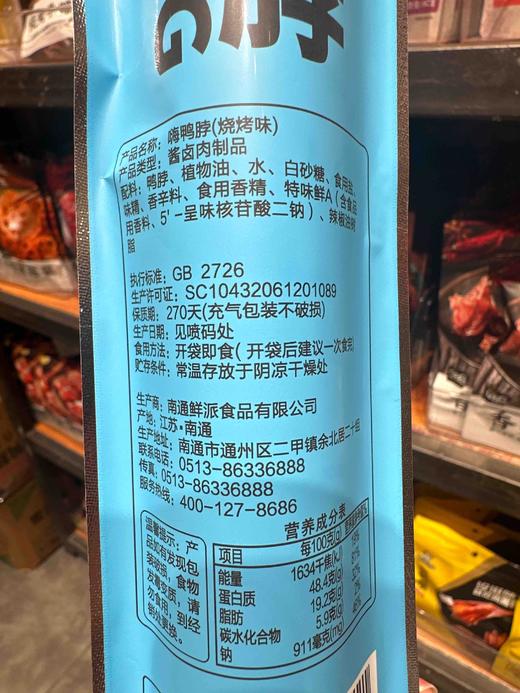 脖
产品名称：嗨鸭脖(烧烤味)
产品类型：酱卤肉制品
配料：鸭脖、植物油、水、白砂糖、食用盐、
味精、香辛料、食用香精、特味鲜A(含食品
用香料、5'-呈味核苷酸二钠)、辣椒油树
脂
执行标准：GB 2726
生产许可证：SC10432061201089
保质期：270天(充气包装不破损)
生产日期：见喷码处
食用方法：开袋即食(开袋后建议一次食完)
贮存条件：常温存放于阴凉干燥处
生产商：南通鲜派食品有限公司
产地：江苏·南通
生产地址：南通市通州区二甲镇余北居二十组
联系电话：0513-86336888
传真：0513-86336888
服务热线：400-127-8686
温馨提示：产
品如有发现包
装破损，食物
发霉变质，请
勿食用，到经
销处更换。
营养成分表
项目 每100克(g)
能量 1634千焦(kJ)
蛋白质 48.4克(g)
脂肪 19.2克(g)
碳水化合物 5.9克(g)
钠 911毫克(mg)